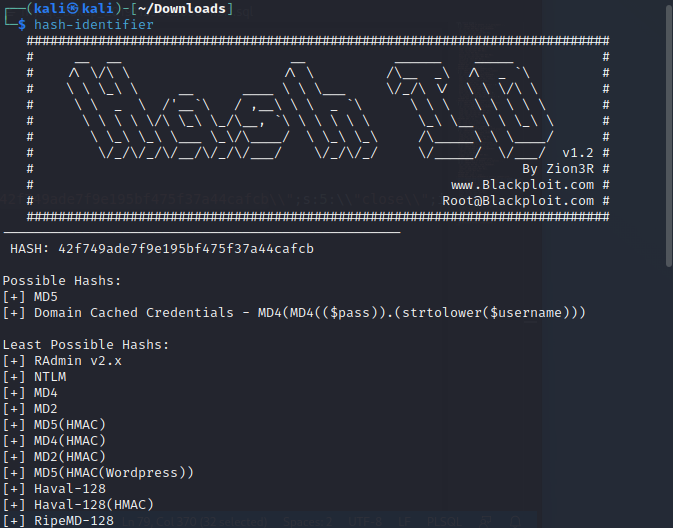 ┌──(kali㉿kali)-[~/Downloads]
└─$ hash-identifier
   #########################################################################
   #     __  __                     __           ______    _____           #
   #    /\ \/\ \                   /\ \         /\__  _\  /\  _ `\         #
   #    \ \ \_\ \     __      ____ \ \ \___     \/_/\ \/  \ \ \/\ \        #
   #     \ \  _  \  /'__`\   / ,__\ \ \  _ `\      \ \ \   \ \ \ \ \       #
   #      \ \ \ \ \/\ \_\ \_/\__, `\ \ \ \ \ \      \_\ \__ \ \ \_\ \      #
   #       \ \_\ \_\ \___ \_\/\____/  \ \_\ \_\     /\_____\ \ \____/      #
   #        \/_/\/_/\/__/\/_/\/___/    \/_/\/_/     \/_____/  \/___/  v1.2 #
   #                                                             By Zion3R #
   #                                                    www.Blackploit.com #
   #                                                   Root@Blackploit.com #
   #########################################################################
--------------------------------------------------
 HASH: 42f749ade7f9e195bf475f37a44cafcb
Possible Hashs:
[+] MD5
[+] Domain Cached Credentials - MD4(MD4(($pass)).(strtolower($username)))
Least Possible Hashs:
[+] RAdmin v2.x
[+] NTLM
[+] MD4
[+] MD2
[+] MD5(HMAC)
[+] MD4(HMAC)
[+] MD2(HMAC)
[+] MD5(HMAC(Wordpress))
[+] Haval-128
[+] Haval-128(HMAC)
[+] RipeMD-128